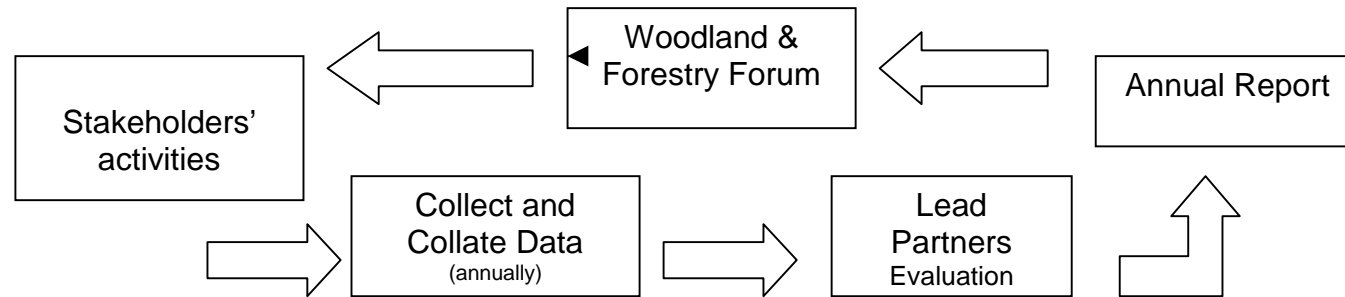 Woodland &
Forestry Forum
Annual Report
Stakeholders’
activities
Collect and
Collate Data
(annually)
Lead
Partners
Evaluation